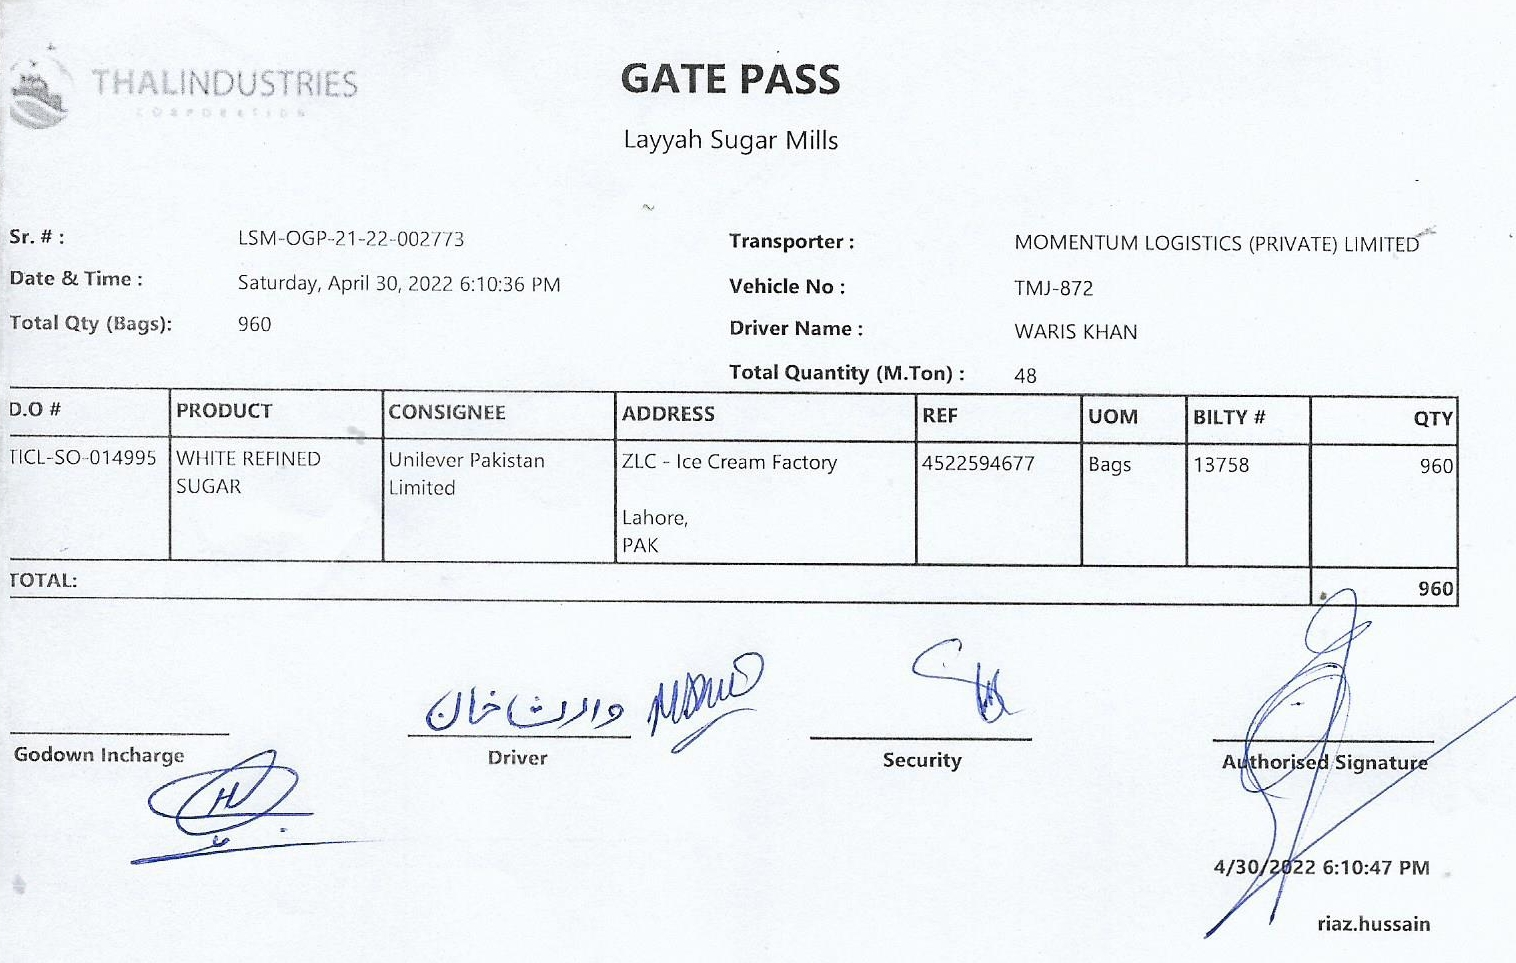 THALINDUSTRIES
CORPORATION
GATE PASS
Layyah Sugar Mills
Sr. # : LSM-OGP-21-22-002773
Date & Time : Saturday, April 30, 2022 6:10:36 PM
Total Qty (Bags): 960
Transporter : MOMENTUM LOGISTICS (PRIVATE) LIMITED
Vehicle No : TMJ-872
Driver Name : WARIS KHAN
Total Quantity (M.Ton) : 48
D.O # PRODUCT CONSIGNEE ADDRESS REF UOM BILTY # QTY
TICL-SO-014995 WHITE REFINED Unilever Pakistan ZLC - Ice Cream Factory 4522594677 Bags 13758 960
SUGAR Limited
Lahore,
PAK
TOTAL: 960
وارث خان
Godown Incharge Driver Security Authorised Signature
4/30/2022 6:10:47 PM
riaz.hussain